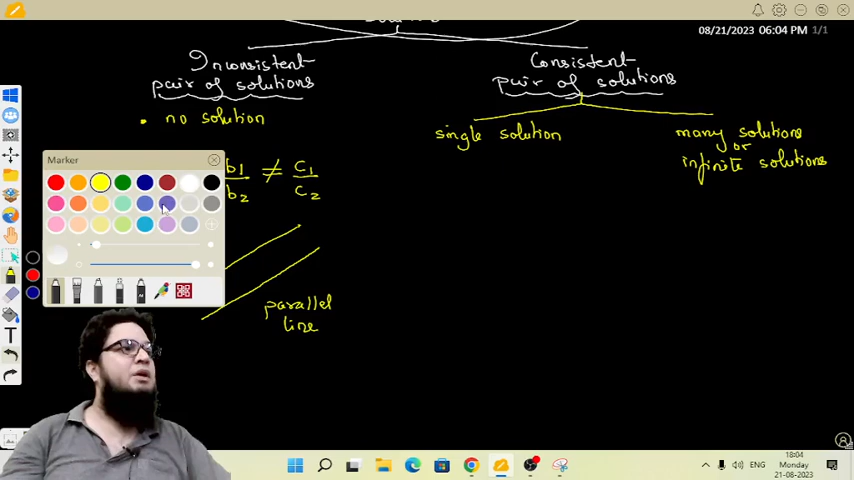 08/21/2023 06:04 PM 1/1
Inconsistent
pair of solutions
Consistent
pair of solutions
• no solution
single solution
many solutions
or
infinite solutions
Marker
b1 ≠ c1
b2 c2
parallel
line
ENG
18:04
Monday
21-08-2023